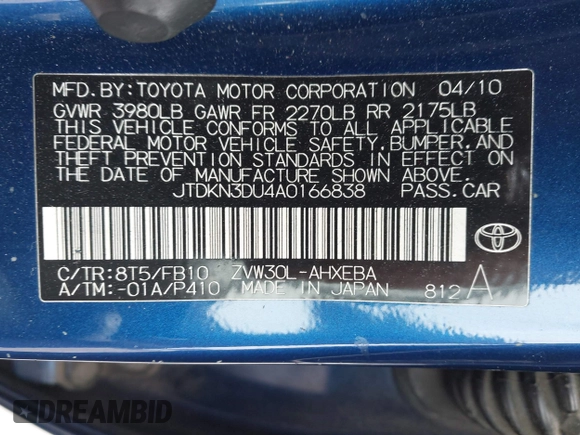 MFD. BY: TOYOTA MOTOR CORPORATION 04/10
GVWR 3980LB GAWR FR 2270LB RR 2175LB
THIS VEHICLE CONFORMS TO ALL APPLICABLE
FEDERAL MOTOR VEHICLE SAFETY, BUMPER, AND
THEFT PREVENTION STANDARDS IN EFFECT ON
THE DATE OF MANUFACTURE SHOWN ABOVE.
JTDKN3DU4A0166838 PASS. CAR
C/TR: 8T5/FB10 ZVW30L-AHXEBA
A/TM: -01A/P410 MADE IN JAPAN 812 A
DREAMBID